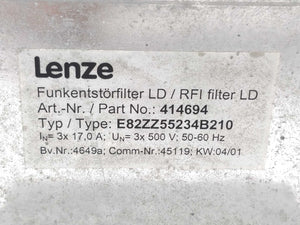 Lenze
Funkentstörfilter LD / RFI filter LD
Art.-Nr. / Part No.: 414694
Typ / Type: E82ZZ55234B210
IN= 3x 17,0 A; UN= 3x 500 V; 50-60 Hz
Bv.Nr.:4649a; Comm-Nr.:45119; KW:04/01